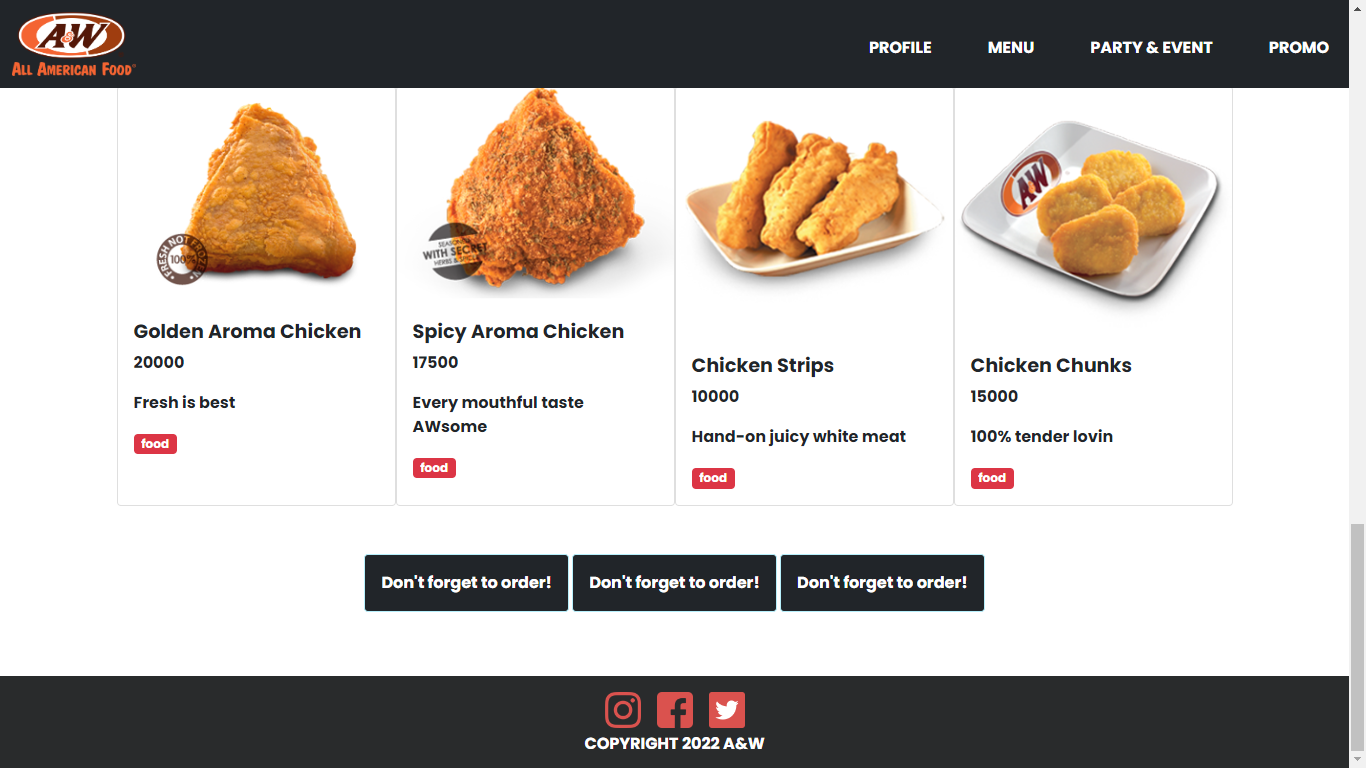 A&W
ALL AMERICAN FOOD
PROFILE MENU PARTY & EVENT PROMO
FRESH NOT FROZEN
100%
WITH SECRET
A&W
Golden Aroma Chicken
20000
Fresh is best
food
Spicy Aroma Chicken
17500
Every mouthful taste
AWsome
food
Chicken Strips
10000
Hand-on juicy white meat
food
Chicken Chunks
15000
100% tender lovin
food
Don't forget to order! Don't forget to order! Don't forget to order!
COPYRIGHT 2022 A&W